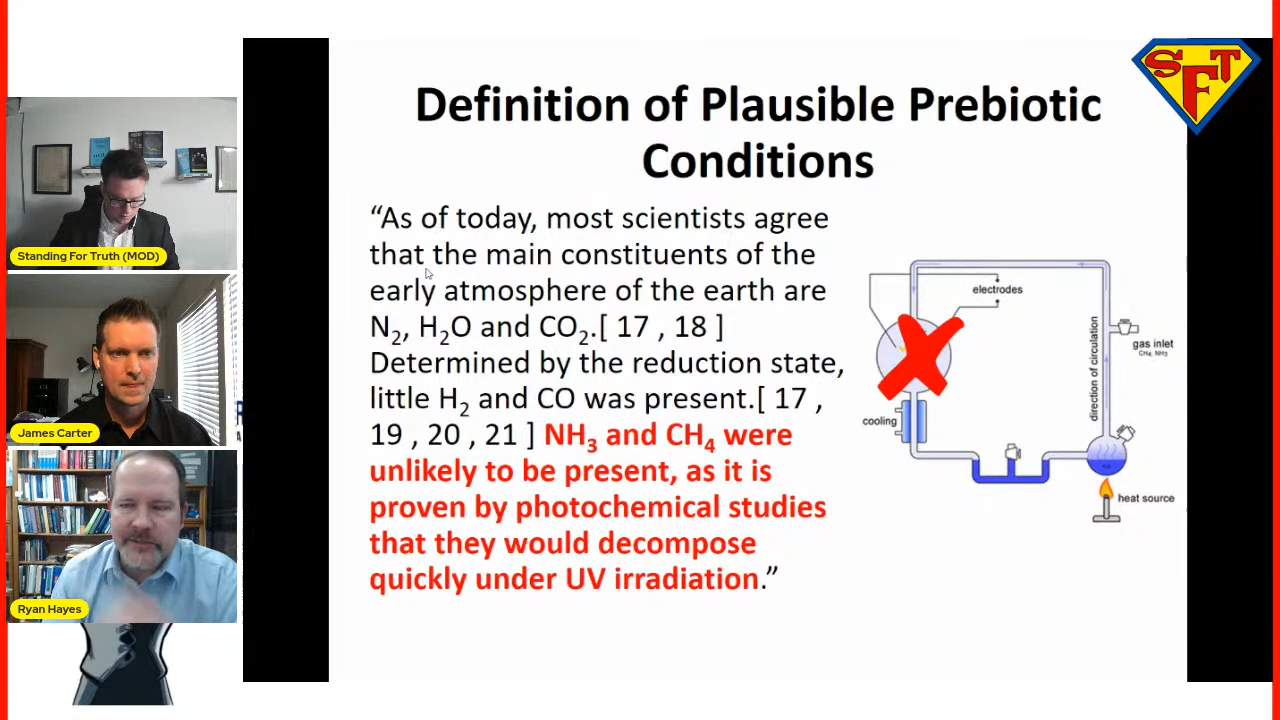 SFT
Definition of Plausible Prebiotic
Conditions
“As of today, most scientists agree
that the main constituents of the
early atmosphere of the earth are
N₂, H₂O and CO₂.[ 17 , 18 ]
Determined by the reduction state,
little H₂ and CO was present.[ 17 ,
19 , 20 , 21 ] NH₃ and CH₄ were
unlikely to be present, as it is
proven by photochemical studies
that they would decompose
quickly under UV irradiation.”
electrodes
direction of circulation
gas inlet
CH₄, NH₃
cooling
heat source
Standing For Truth (MOD)
James Carter
Ryan Hayes